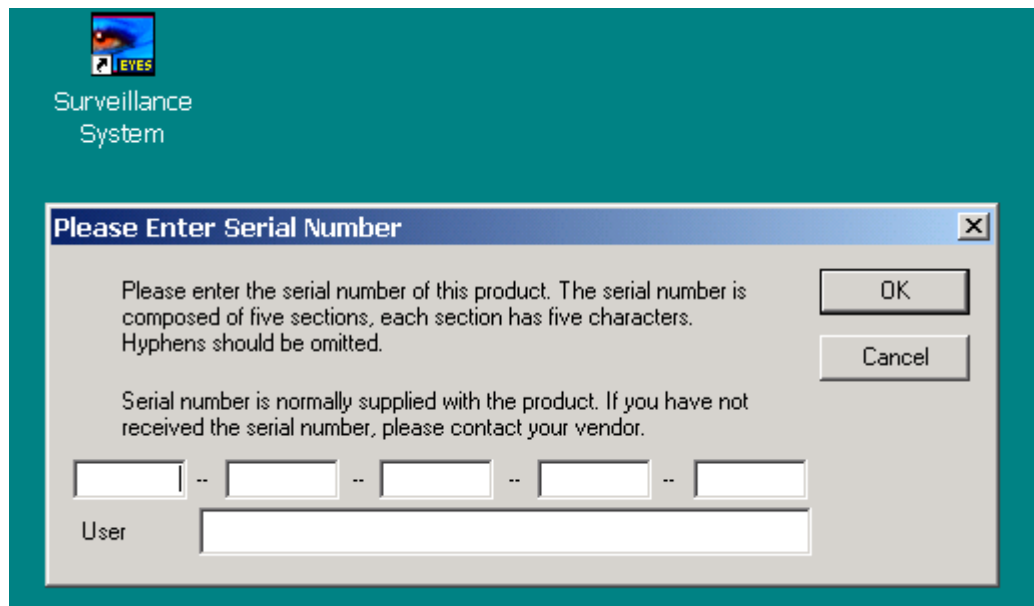 EYES
Surveillance
System
Please Enter Serial Number
Please enter the serial number of this product. The serial number is
composed of five sections, each section has five characters.
Hyphens should be omitted.
OK
Cancel
Serial number is normally supplied with the product. If you have not
received the serial number, please contact your vendor.
-- -- -- --
User